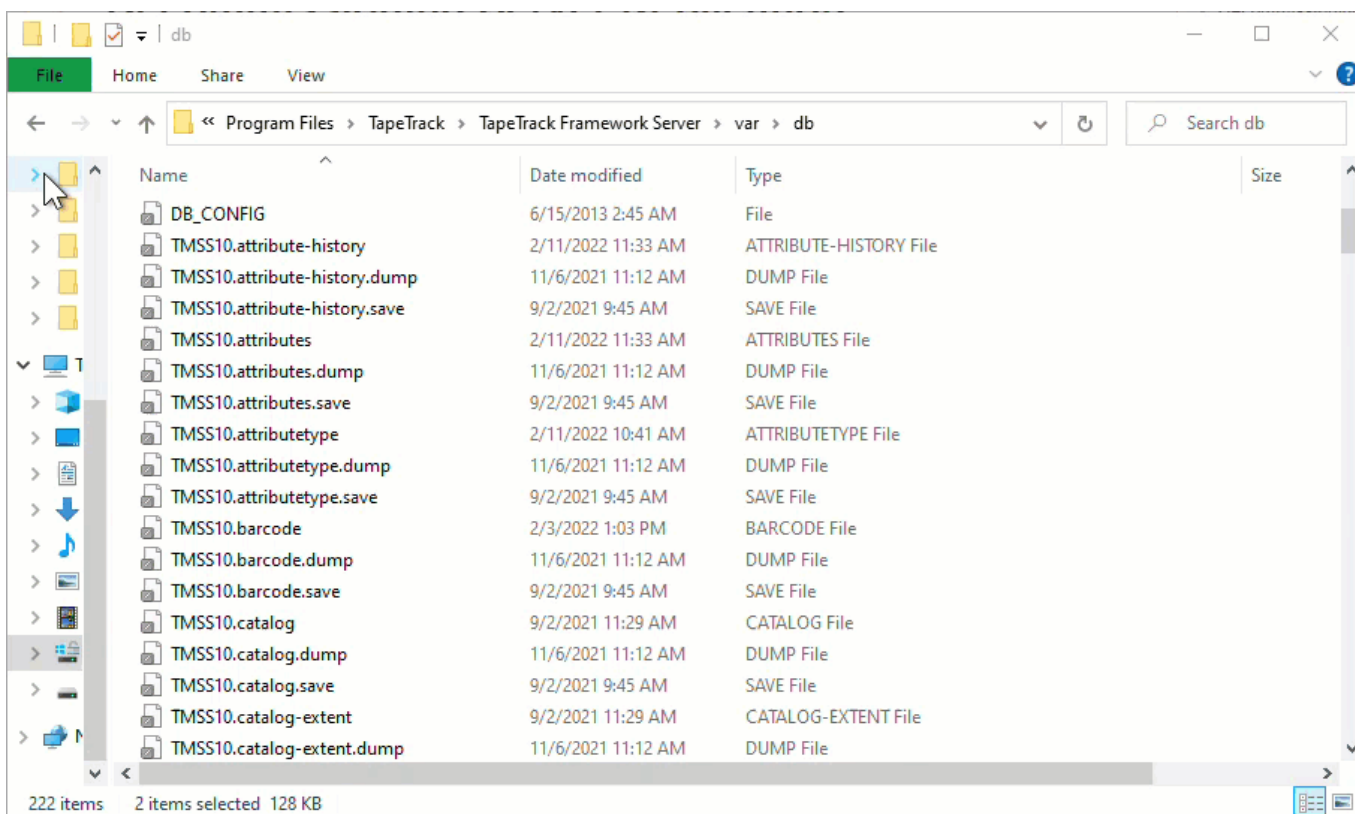 db
File Home Share View
« Program Files > TapeTrack > TapeTrack Framework Server > var > db Search db
Name Date modified Type Size
DB_CONFIG 6/15/2013 2:45 AM File
TMSS10.attribute-history 2/11/2022 11:33 AM ATTRIBUTE-HISTORY File
TMSS10.attribute-history.dump 11/6/2021 11:12 AM DUMP File
TMSS10.attribute-history.save 9/2/2021 9:45 AM SAVE File
TMSS10.attributes 2/11/2022 11:33 AM ATTRIBUTES File
TMSS10.attributes.dump 11/6/2021 11:12 AM DUMP File
TMSS10.attributes.save 9/2/2021 9:45 AM SAVE File
TMSS10.attributetype 2/11/2022 10:41 AM ATTRIBUTETYPE File
TMSS10.attributetype.dump 11/6/2021 11:12 AM DUMP File
TMSS10.attributetype.save 9/2/2021 9:45 AM SAVE File
TMSS10.barcode 2/3/2022 1:03 PM BARCODE File
TMSS10.barcode.dump 11/6/2021 11:12 AM DUMP File
TMSS10.barcode.save 9/2/2021 9:45 AM SAVE File
TMSS10.catalog 9/2/2021 11:29 AM CATALOG File
TMSS10.catalog.dump 11/6/2021 11:12 AM DUMP File
TMSS10.catalog.save 9/2/2021 9:45 AM SAVE File
TMSS10.catalog-extent 9/2/2021 11:29 AM CATALOG-EXTENT File
TMSS10.catalog-extent.dump 11/6/2021 11:12 AM DUMP File
222 items 2 items selected 128 KB